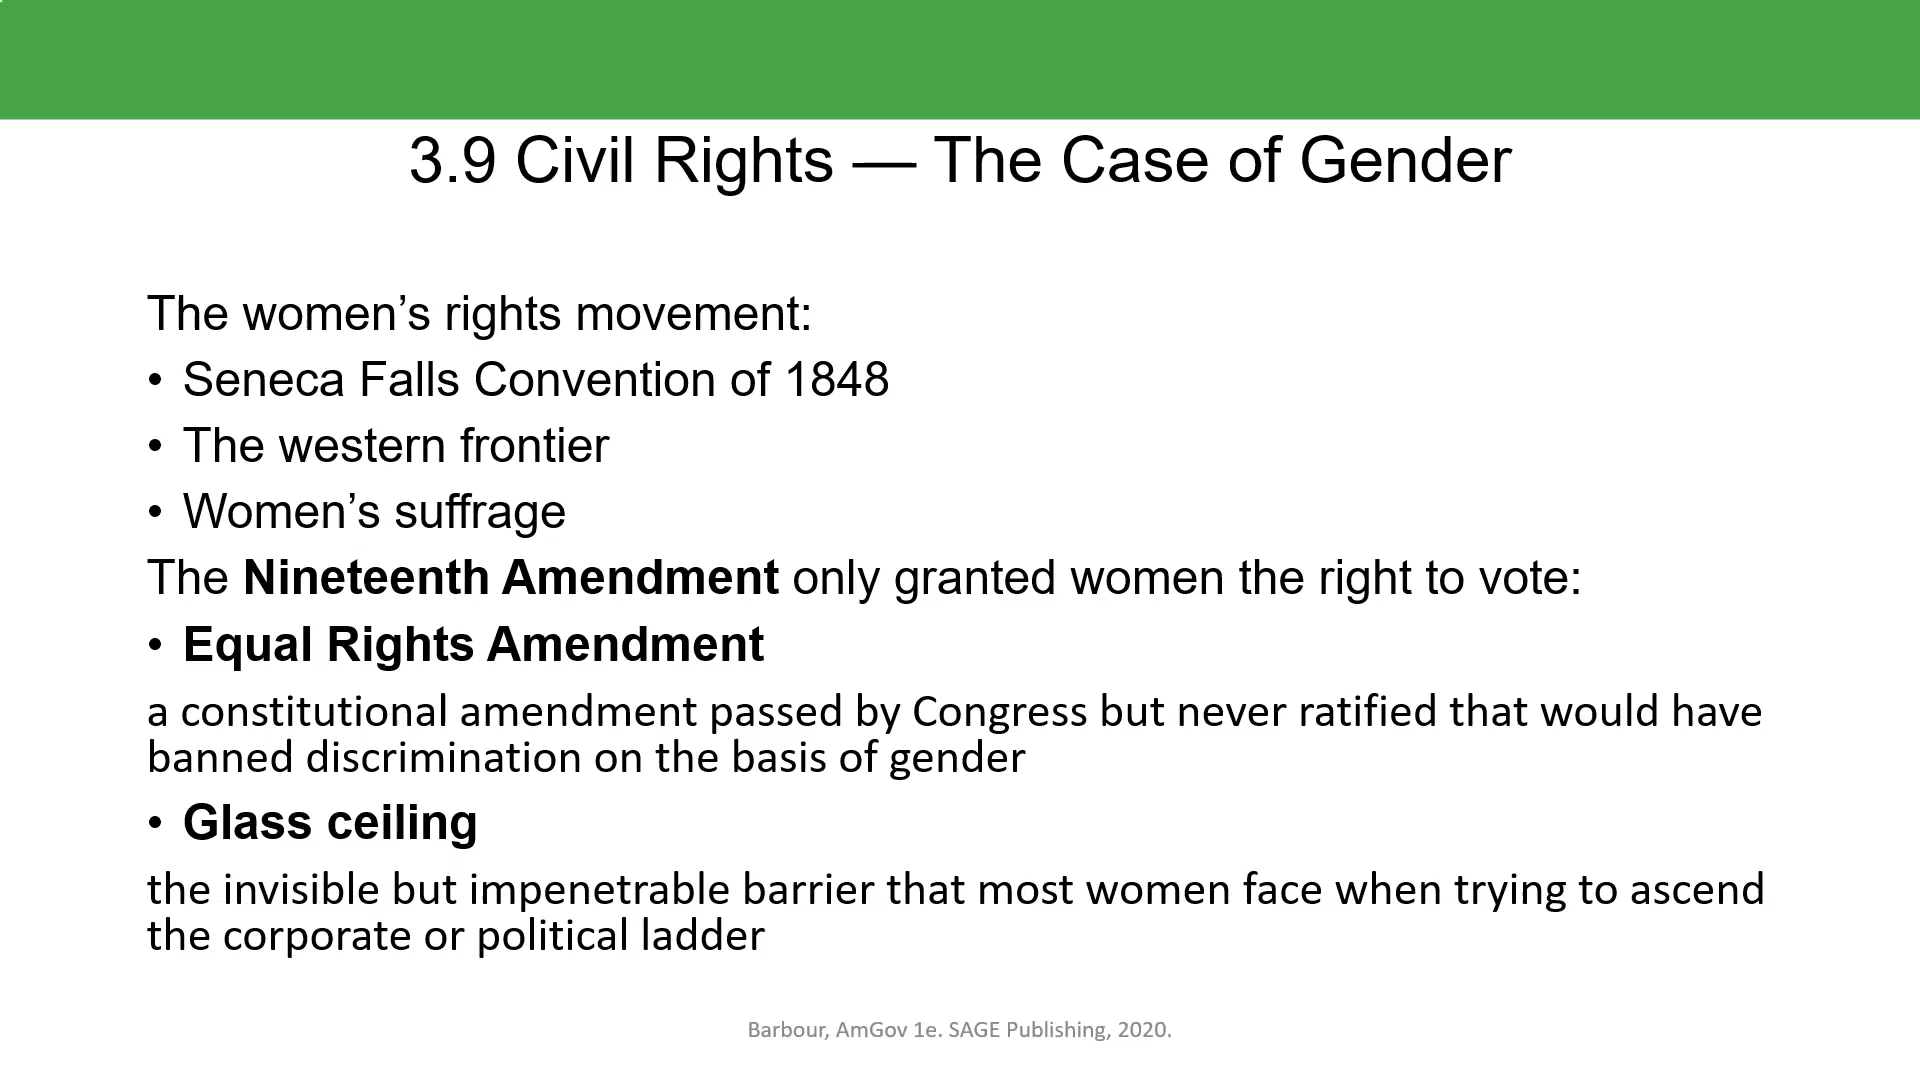 3.9 Civil Rights — The Case of Gender
The women’s rights movement:
• Seneca Falls Convention of 1848
• The western frontier
• Women’s suffrage
The Nineteenth Amendment only granted women the right to vote:
• Equal Rights Amendment
a constitutional amendment passed by Congress but never ratified that would have
banned discrimination on the basis of gender
• Glass ceiling
the invisible but impenetrable barrier that most women face when trying to ascend
the corporate or political ladder
Barbour, AmGov 1e. SAGE Publishing, 2020.